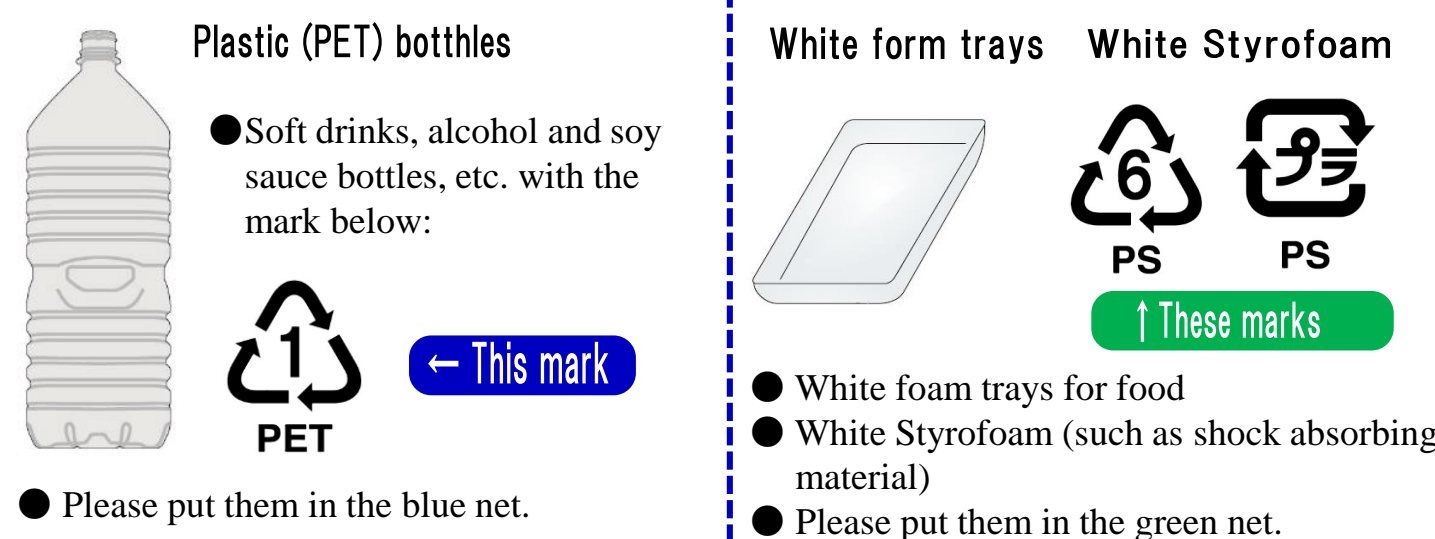 Plastic (PET) botthles
●Soft drinks, alcohol and soy
sauce bottles, etc. with the
mark below:
1
PET
← This mark
● Please put them in the blue net.
White form trays White Styrofoam
6
PS
プラ
PS
↑ These marks
● White foam trays for food
● White Styrofoam (such as shock absorbing
material)
● Please put them in the green net.